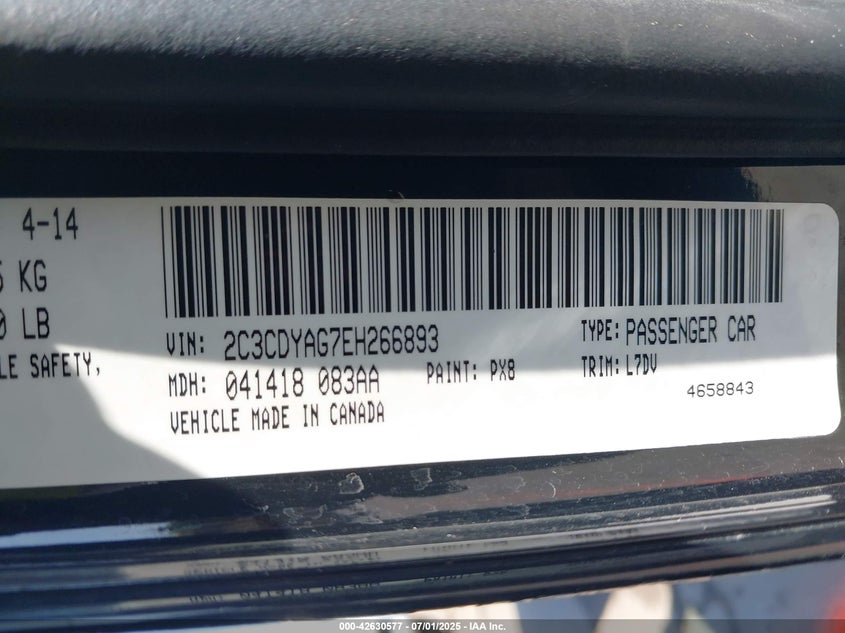 4-14
KG
LB
LE SAFETY,
VIN: 2C3CDYAG7EH266893
TYPE: PASSENGER CAR
MDH: 041418 083AA
PAINT: PX8
TRIM: L7DV
VEHICLE MADE IN CANADA
4658843
000-42630577 - 07/01/2025 - IAA Inc.